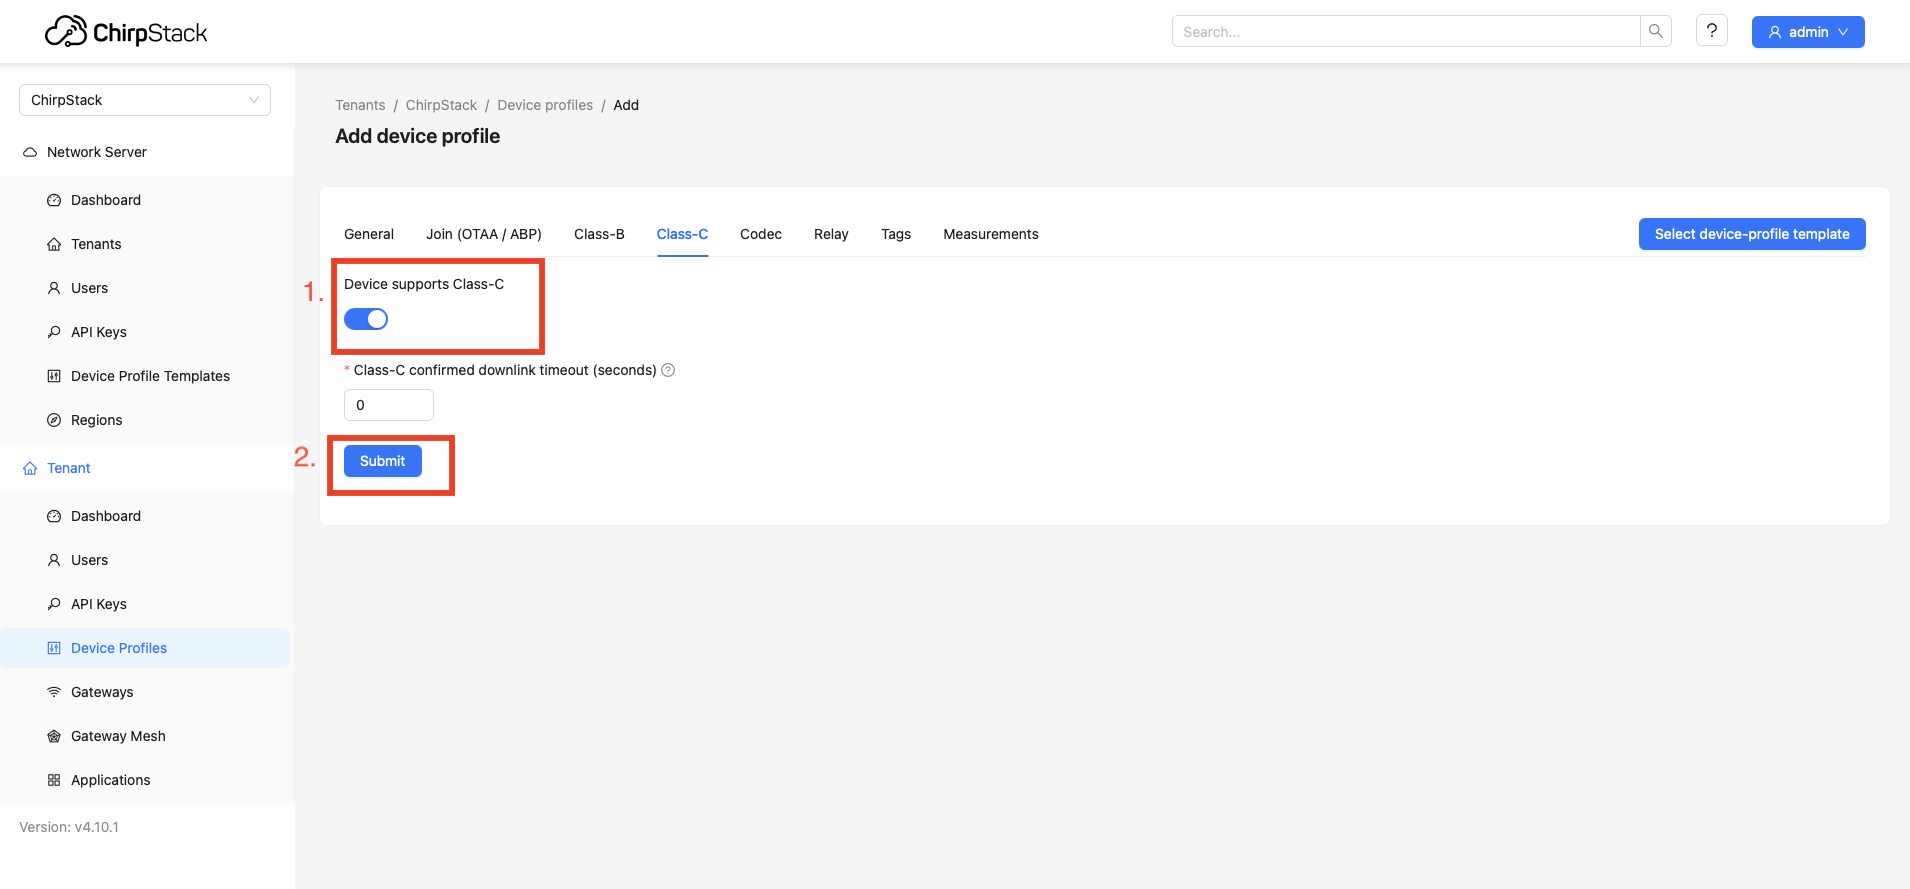 ChirpStack
Search...
?
admin
ChirpStack
Network Server
Dashboard
Tenants
Users
API Keys
Device Profile Templates
Regions
Tenant
Dashboard
Users
API Keys
Device Profiles
Gateways
Gateway Mesh
Applications
Version: v4.10.1
Tenants / ChirpStack / Device profiles / Add
Add device profile
General Join (OTAA / ABP) Class-B Class-C Codec Relay Tags Measurements
Select device-profile template
1.
Device supports Class-C
* Class-C confirmed downlink timeout (seconds) ?
0
2.
Submit